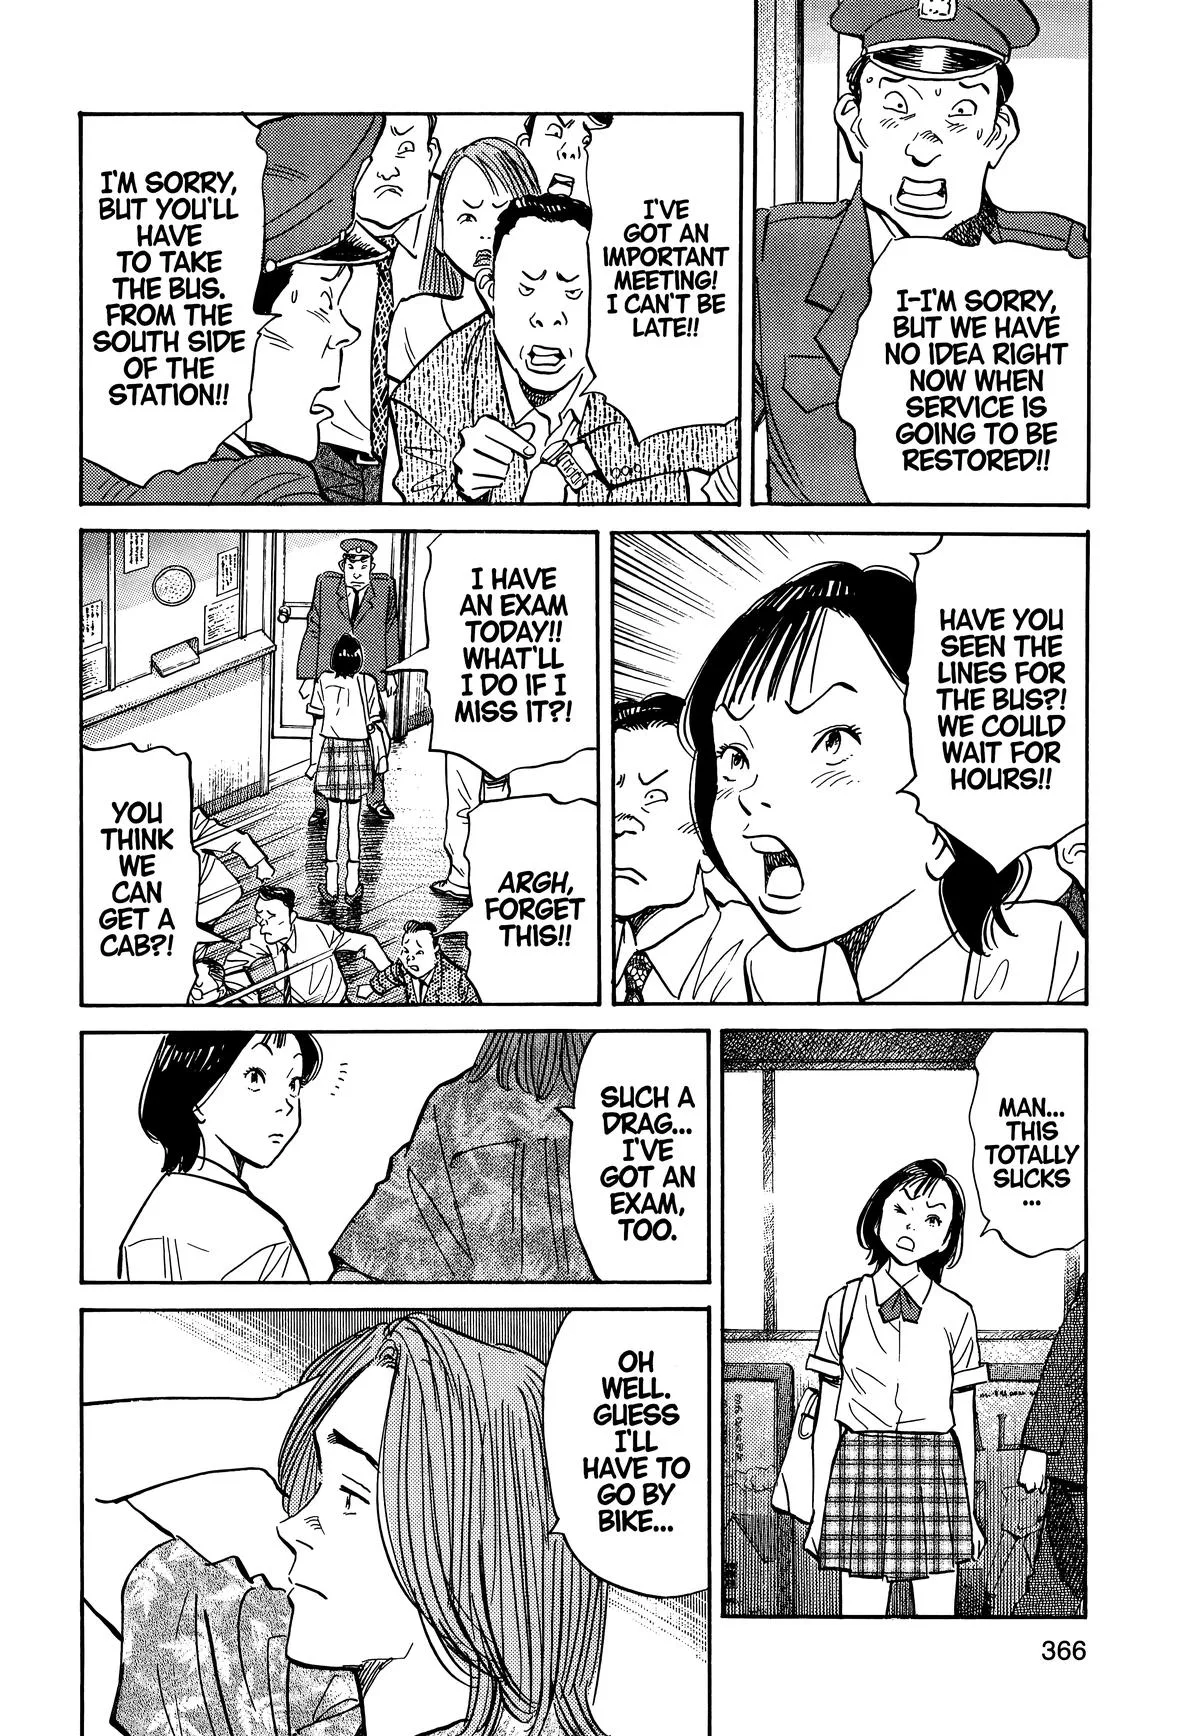 I-I'M SORRY,
BUT WE HAVE
NO IDEA RIGHT
NOW WHEN
SERVICE IS
GOING TO BE
RESTORED!!
I'VE
GOT AN
IMPORTANT
MEETING!
I CAN'T BE
LATE!!
I'M SORRY,
BUT YOU'LL
HAVE
TO TAKE
THE BUS.
FROM THE
SOUTH SIDE
OF THE
STATION!!
HAVE YOU
SEEN THE
LINES FOR
THE BUS?!
WE COULD
WAIT FOR
HOURS!!
I HAVE
AN EXAM
TODAY!!
WHAT'LL
I DO IF I
MISS IT?!
ARGH,
FORGET
THIS!!
YOU
THINK
WE
CAN
GET A
CAB?!
MAN...
THIS
TOTALLY
SUCKS
...
SUCH A
DRAG...
I'VE
GOT AN
EXAM,
TOO.
OH
WELL.
GUESS
I'LL
HAVE TO
GO BY
BIKE...
366